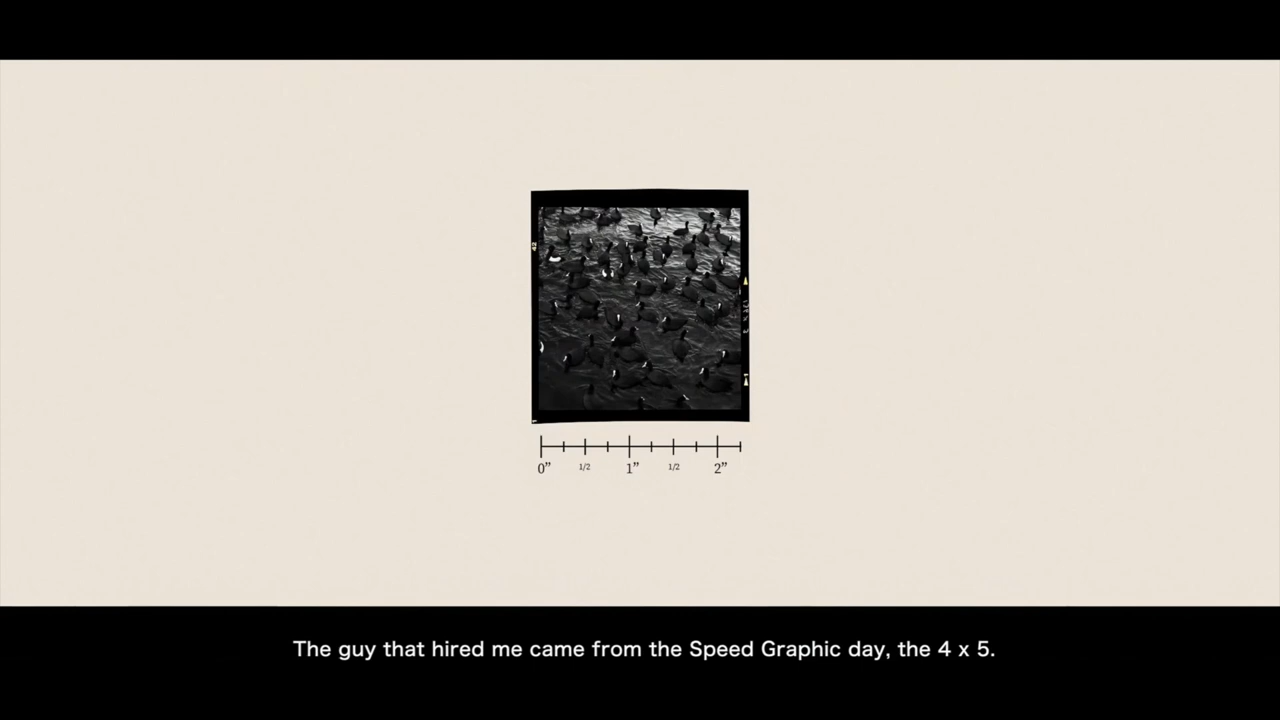 42
0” 1/2 1” 1/2 2”
The guy that hired me came from the Speed Graphic day, the 4 x 5.